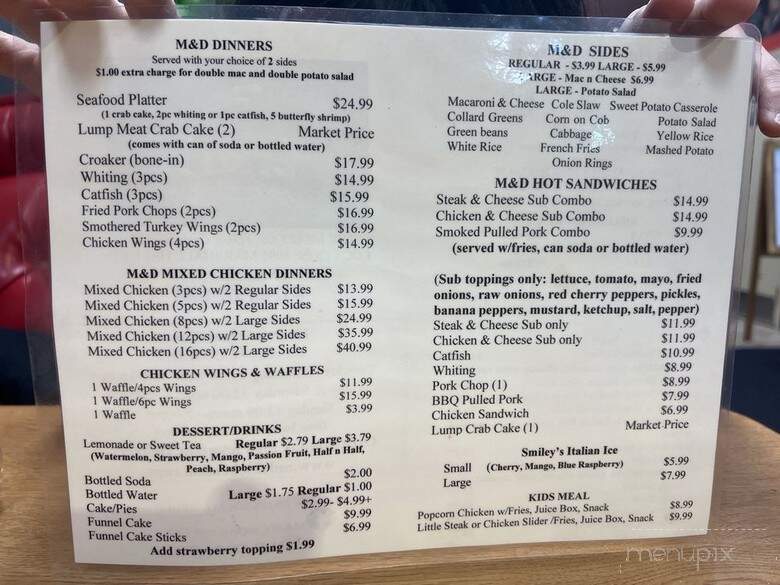 M&D DINNERS
Served with your choice of 2 sides
$1.00 extra charge for double mac and double potato salad
Seafood Platter $24.99
(1 crab cake, 2pc whiting or 1pc catfish, 5 butterfly shrimp)
Lump Meat Crab Cake (2) Market Price
(comes with can of soda or bottled water)
Croaker (bone-in) $17.99
Whiting (3pcs) $14.99
Catfish (3pcs) $15.99
Fried Pork Chops (2pcs) $16.99
Smothered Turkey Wings (2pcs) $16.99
Chicken Wings (4pcs) $14.99
M&D MIXED CHICKEN DINNERS
Mixed Chicken (3pcs) w/2 Regular Sides $13.99
Mixed Chicken (5pcs) w/2 Regular Sides $15.99
Mixed Chicken (8pcs) w/2 Large Sides $24.99
Mixed Chicken (12pcs) w/2 Large Sides $35.99
Mixed Chicken (16pcs) w/2 Large Sides $40.99
CHICKEN WINGS & WAFFLES
1 Waffle/4pcs Wings $11.99
1 Waffle/6pc Wings $15.99
1 Waffle $3.99
DESSERT/DRINKS
Lemonade or Sweet Tea Regular $2.79 Large $3.79
(Watermelon, Strawberry, Mango, Passion Fruit, Half n Half,
Peach, Raspberry)
Bottled Soda $2.00
Bottled Water Large $1.75 Regular $1.00
Cake/Pies $2.99- $4.99+
Funnel Cake $9.99
Funnel Cake Sticks $6.99
Add strawberry topping $1.99
M&D SIDES
REGULAR - $3.99 LARGE - $5.99
LARGE - Mac n Cheese $6.99
LARGE - Potato Salad
Macaroni & Cheese Cole Slaw Sweet Potato Casserole
Collard Greens Corn on Cob Potato Salad
Green beans Cabbage Yellow Rice
White Rice French Fries Mashed Potato
Onion Rings
M&D HOT SANDWICHES
Steak & Cheese Sub Combo $14.99
Chicken & Cheese Sub Combo $14.99
Smoked Pulled Pork Combo $9.99
(served w/fries, can soda or bottled water)
(Sub toppings only: lettuce, tomato, mayo, fried
onions, raw onions, red cherry peppers, pickles,
banana peppers, mustard, ketchup, salt, pepper)
Steak & Cheese Sub only $11.99
Chicken & Cheese Sub only $11.99
Catfish $10.99
Whiting $8.99
Pork Chop (1) $8.99
BBQ Pulled Pork $7.99
Chicken Sandwich $6.99
Lump Crab Cake (1) Market Price
Smiley's Italian Ice
Small (Cherry, Mango, Blue Raspberry) $5.99
Large $7.99
KIDS MEAL
Popcorn Chicken w/Fries, Juice Box, Snack $8.99
Little Steak or Chicken Slider /Fries, Juice Box, Snack $9.99
menupix